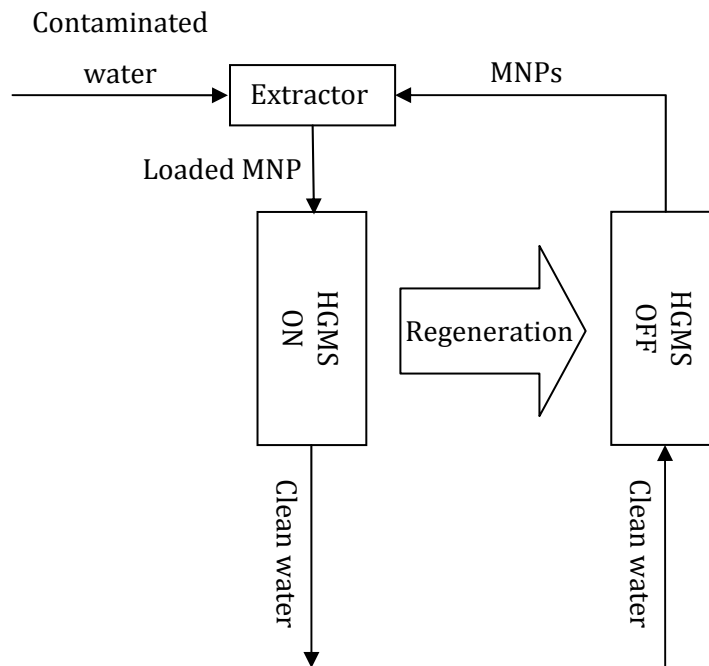 Contaminated
water
Extractor
MNPs
Loaded MNP
HGMS
ON
Regeneration
HGMS
OFF
Clean water
Clean water